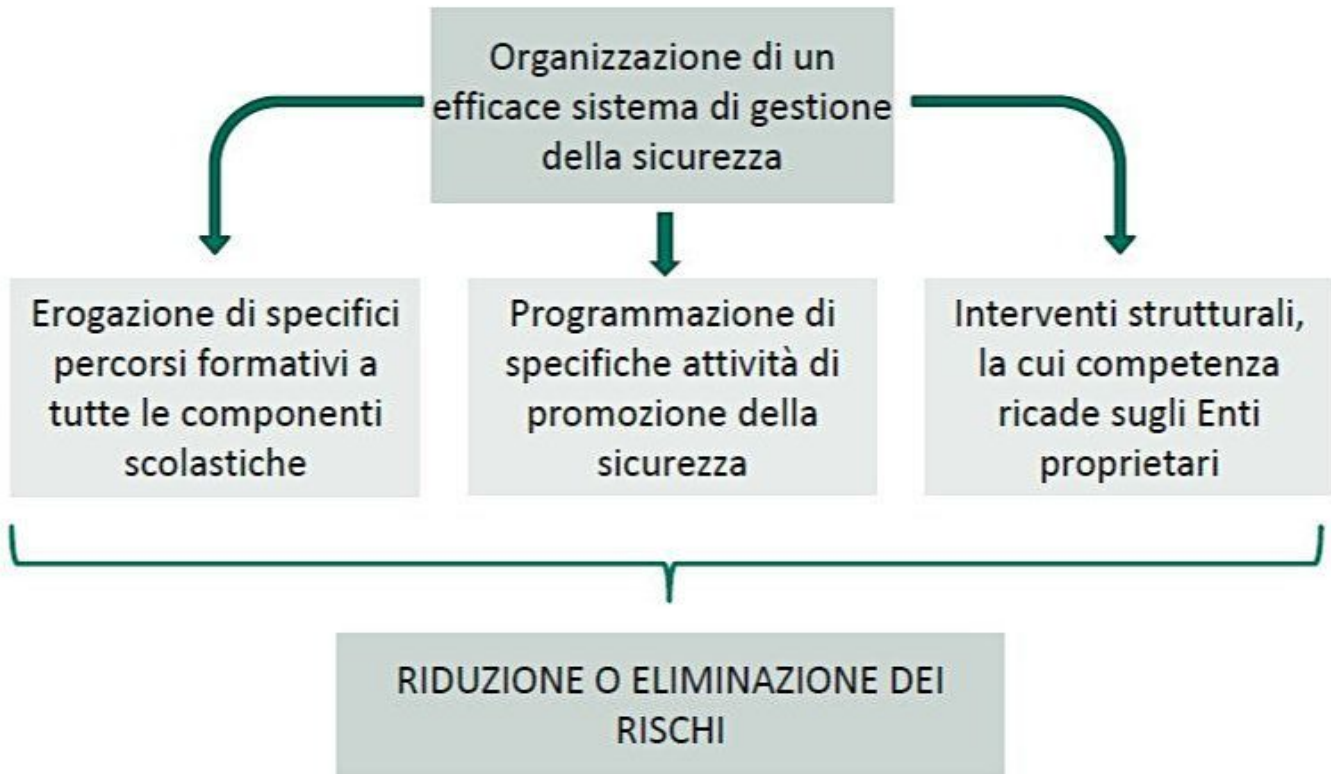 Organizzazione di un
efficace sistema di gestione
della sicurezza
Erogazione di specifici
percorsi formativi a
tutte le componenti
scolastiche
Programmazione di
specifiche attività di
promozione della
sicurezza
Interventi strutturali,
la cui competenza
ricade sugli Enti
proprietari
RIDUZIONE O ELIMINAZIONE DEI
RISCHI